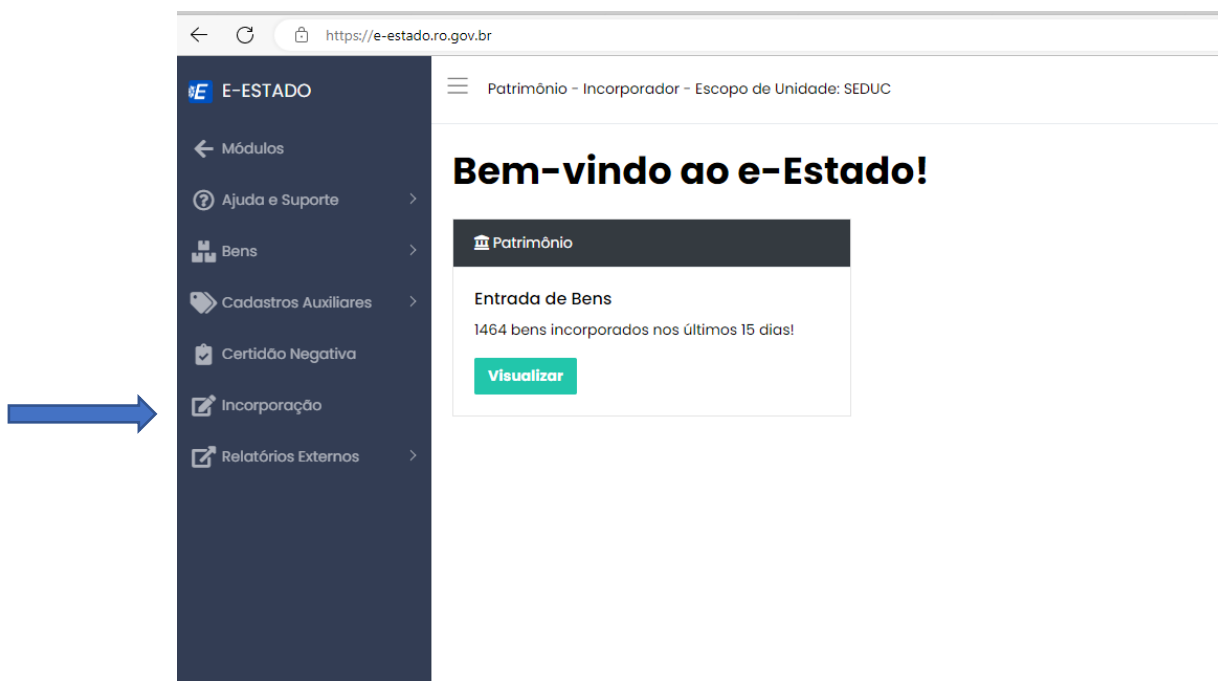 https://e-estado.ro.gov.br
E E-ESTADO
Patrimônio - Incorporador - Escopo de Unidade: SEDUC
Módulos
Ajuda e Suporte
Bens
Cadastros Auxiliares
Certidão Negativa
Incorporação
Relatórios Externos
Bem-vindo ao e-Estado!
Patrimônio
Entrada de Bens
1464 bens incorporados nos últimos 15 dias!
Visualizar